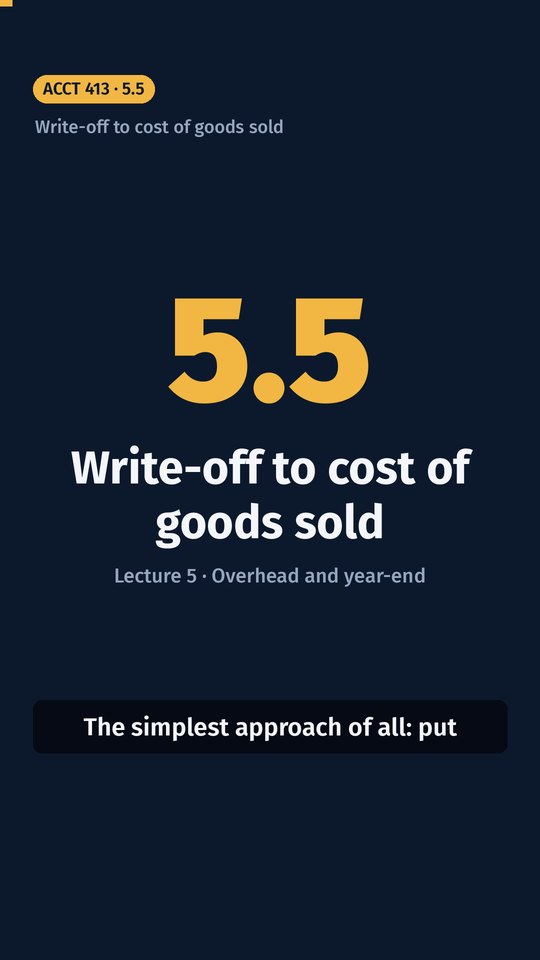 ACCT 413 · 5.5
Write-off to cost of goods sold
5.5
Write-off to cost of
goods sold
Lecture 5 · Overhead and year-end
The simplest approach of all: put